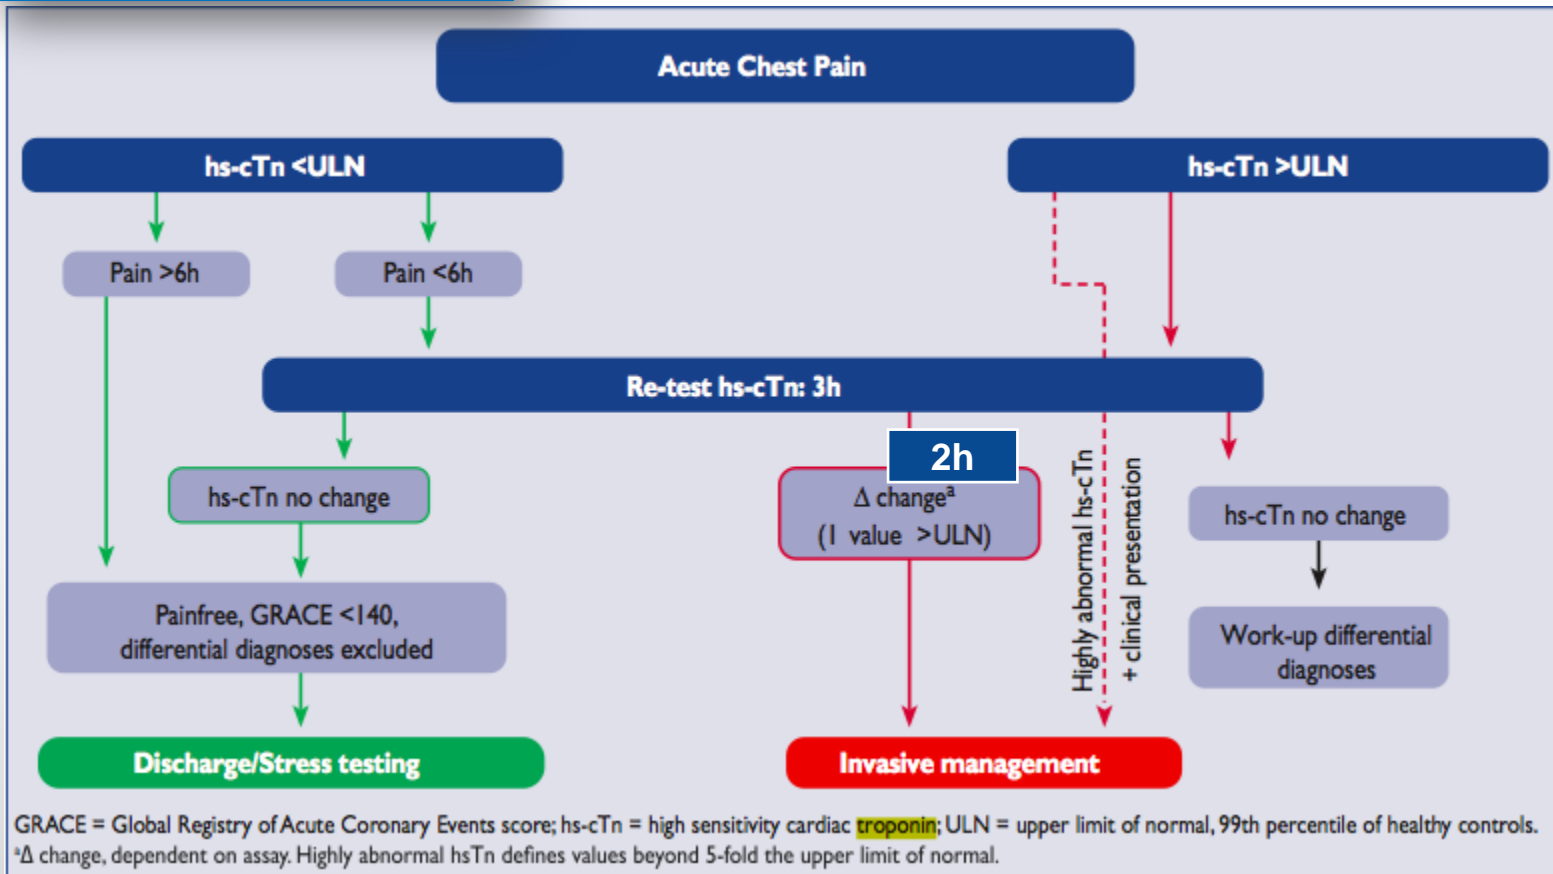 Acute Chest Pain
hs-cTn <ULN
hs-cTn >ULN
Pain >6h
Pain <6h
Re-test hs-cTn: 3h
2h
hs-cTn no change
Δ changeᵃ
(1 value >ULN)
Highly abnormal hs-cTn
+ clinical presentation
hs-cTn no change
Painfree, GRACE <140,
differential diagnoses excluded
Work-up differential
diagnoses
Discharge/Stress testing
Invasive management
GRACE = Global Registry of Acute Coronary Events score; hs-cTn = high sensitivity cardiac troponin; ULN = upper limit of normal, 99th percentile of healthy controls.
ᵃΔ change, dependent on assay. Highly abnormal hsTn defines values beyond 5-fold the upper limit of normal.